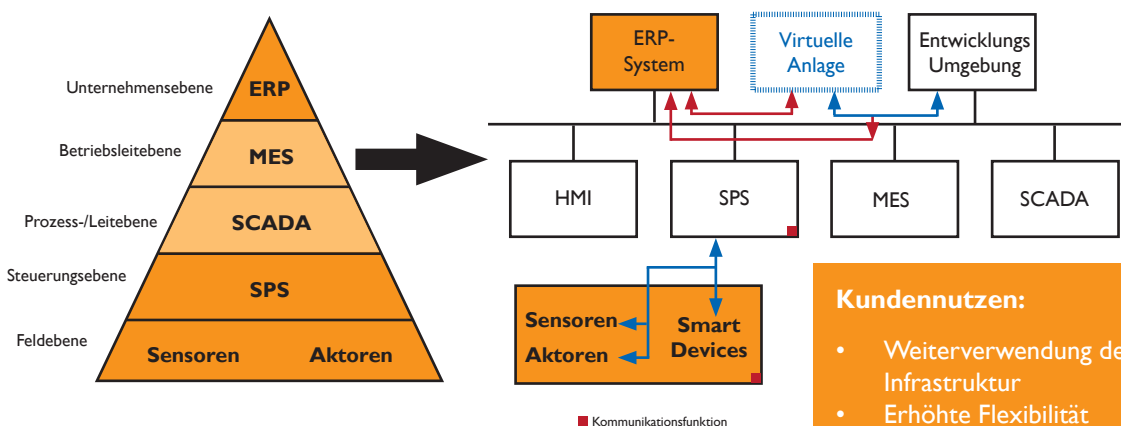 Unternehmensebene
ERP
Betriebsleitebene
MES
Prozess-/Leitebene
SCADA
Steuerungsebene
SPS
Feldebene
Sensoren
Aktoren
ERP-
System
Virtuelle
Anlage
Entwicklungs
Umgebung
HMI
SPS
MES
SCADA
Sensoren
Aktoren
Smart
Devices
Kommunikationsfunktion
Kundennutzen:
• Weiterverwendung de
Infrastruktur
• Erhöhte Flexibilität